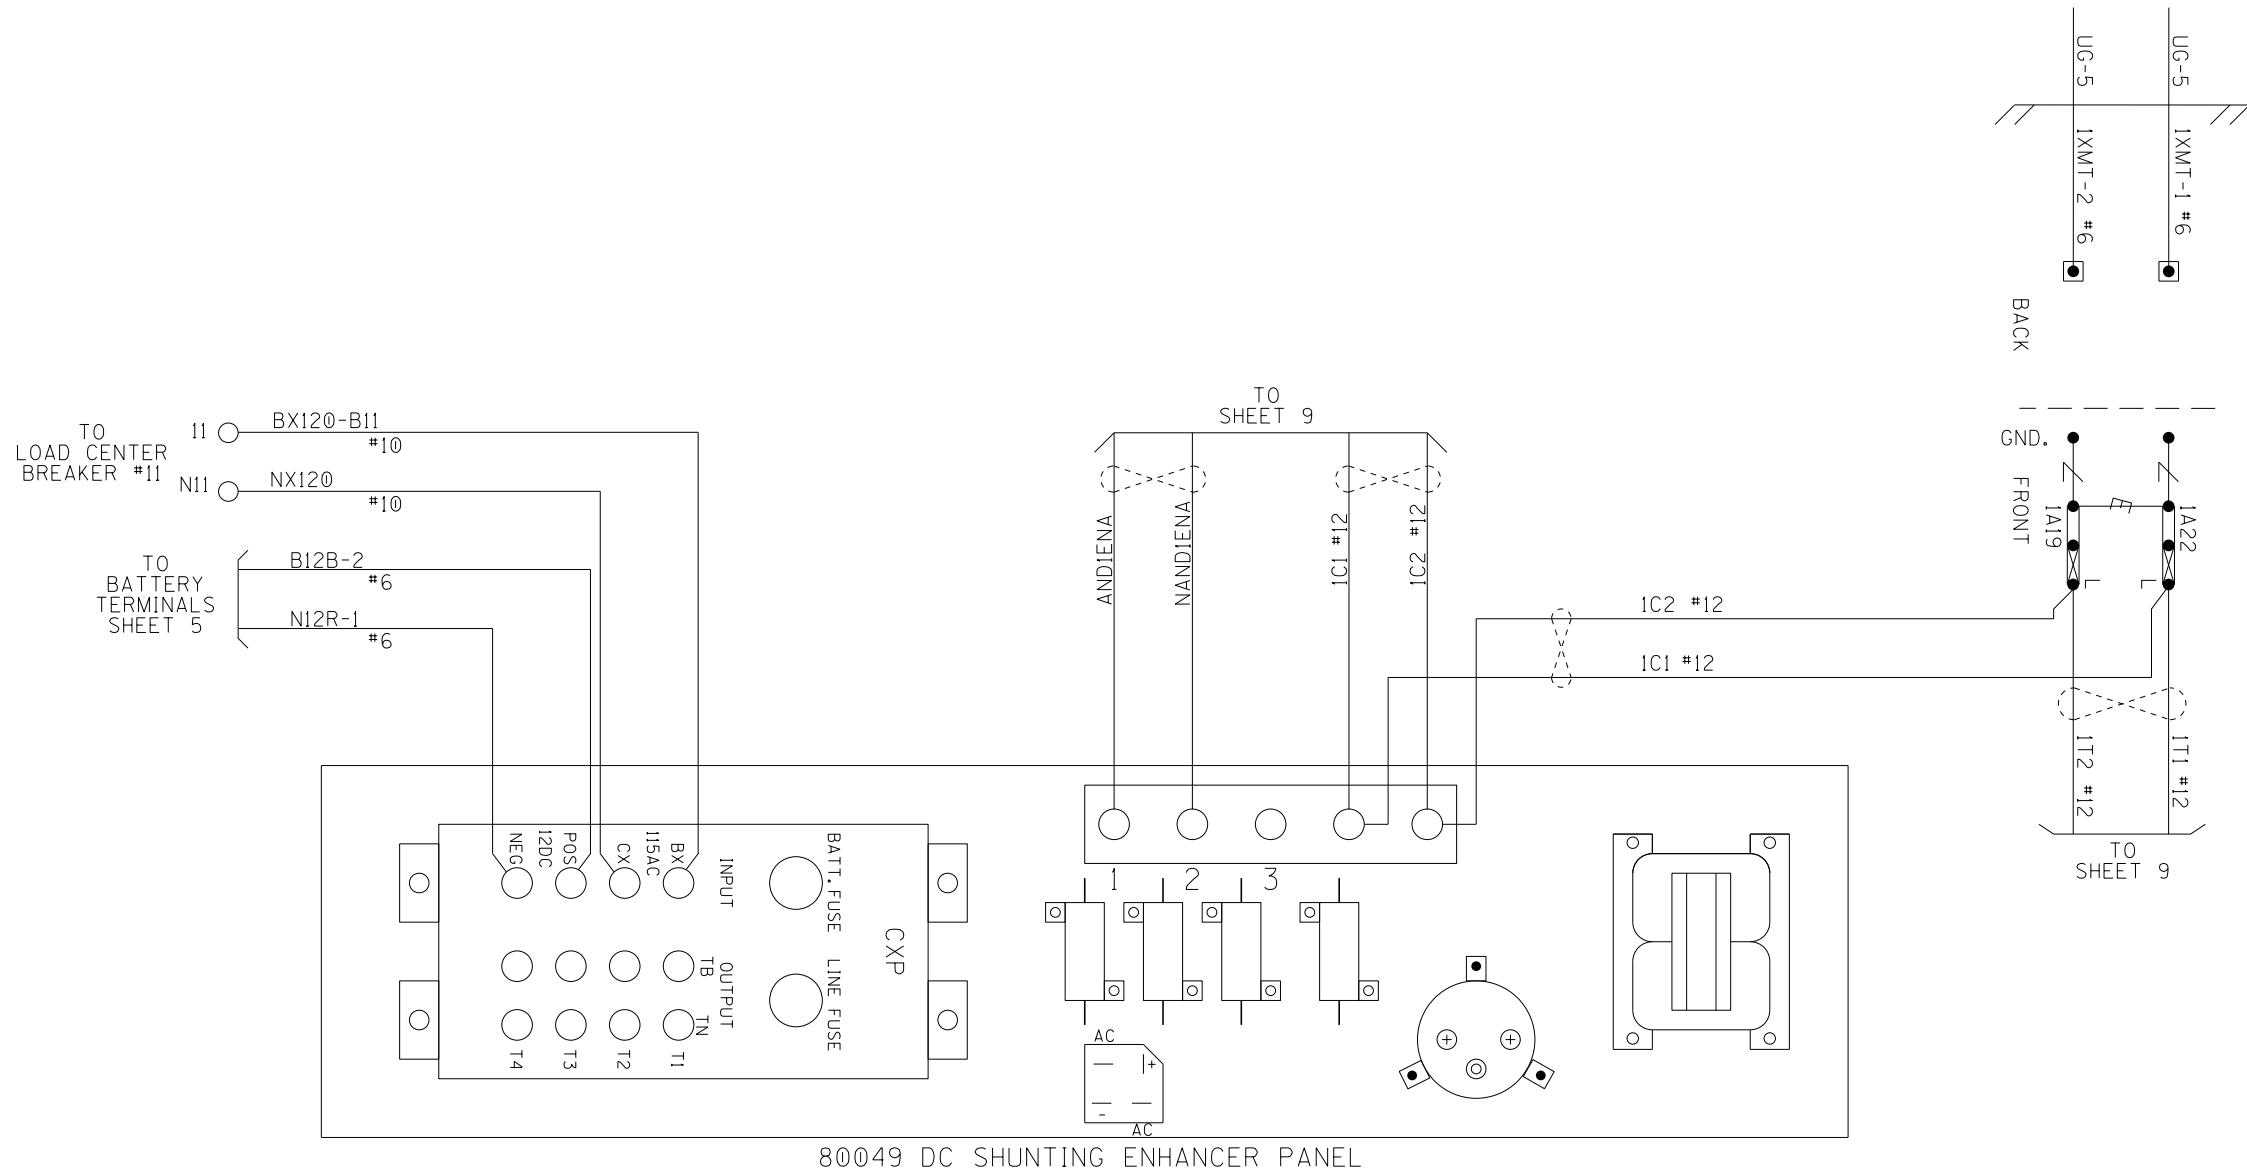 UG-5
UG-5
1XMT-2 #6
1XMT-1 #6
BACK
GND.
FRONT
1A19
1A22
TO
LOAD CENTER
BREAKER #11
11
BX120-B11
#10
N11
NX120
#10
TO
BATTERY
TERMINALS
SHEET 5
B12B-2
#6
N12R-1
#6
TO
SHEET 9
AND1ENA
NAND1ENA
1C1 #12
1C2 #12
1C2 #12
1C1 #12
1T2 #12
1T1 #12
TO
SHEET 9
NEG
12DC
POS
CX
115AC
BX
INPUT
BATT.FUSE
CXP
TB
OUTPUT
LINE FUSE
TN
T4
T3
T2
T1
1
2
3
AC
+
-
AC
80049 DC SHUNTING ENHANCER PANEL